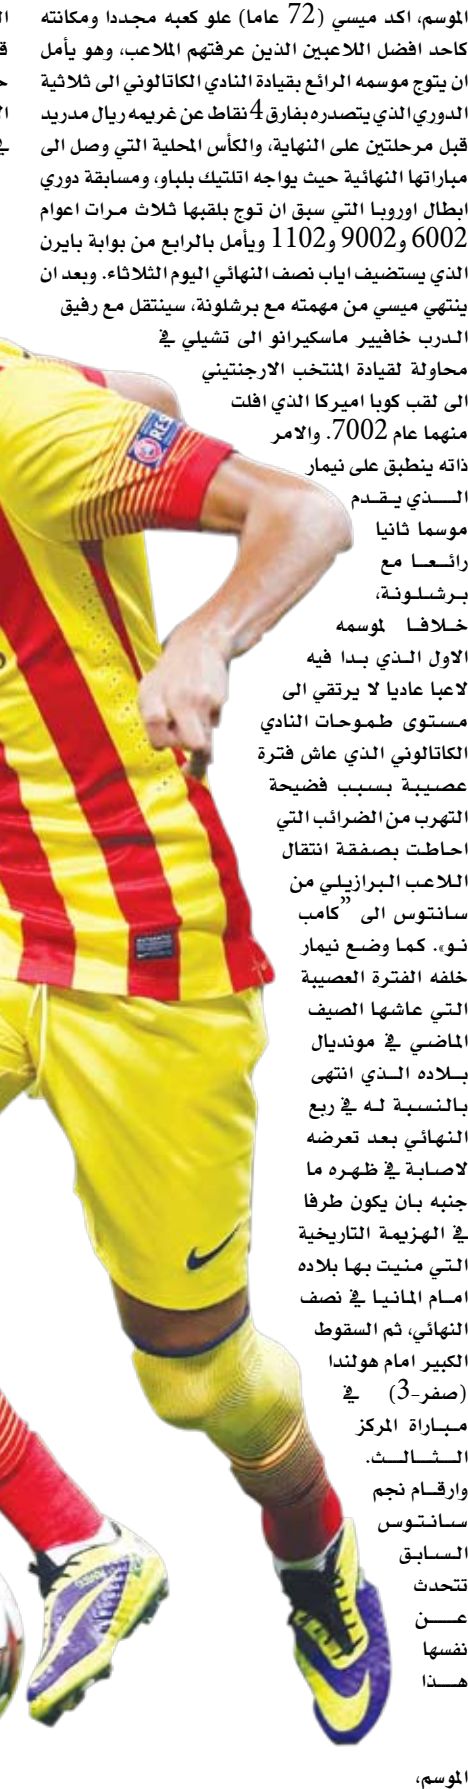 الموسم، اكد ميسي (72 عاما) علو كعبه مجددا ومكانته
كاحد افضل اللاعبين الذين عرفتهم الملاعب، وهو يأمل
ان يتوج موسمه الرائع بقيادة النادي الكاتالوني الى ثلاثية
الدوري الذي يتصدره بفارق 4 نقاط عن غريمه ريال مدريد
قبل مرحلتين على النهاية، والكأس المحلية التي وصل الى
مباراتها النهائية حيث يواجه اتلتيك بلباو، ومسابقة دوري
ابطال اوروبا التي سبق ان توج بلقبها ثلاث مرات اعوام
6002 و9002 و1102 ويأمل بالرابع من بوابة بايرن
الذي يستضيف اياب نصف النهائي اليوم الثلاثاء. وبعد ان
ينتهي ميسي من مهمته مع برشلونة، سينتقل مع رفيق
الدرب خافيير ماسكيرانو الى تشيلي في
محاولة لقيادة المنتخب الارجنتيني
الى لقب كوبا اميركا الذي افلت
منهما عام 7002. والامر
ذاته ينطبق على نيمار
الذي يقدم
موسما ثانيا
رائعا مع
برشلونة،
خلافا لموسمه
الاول الذي بدا فيه
لاعبا عاديا لا يرتقي الى
مستوى طموحات النادي
الكاتالوني الذي عاش فترة
عصيبة بسبب فضيحة
التهرب من الضرائب التي
احاطت بصفقة انتقال
اللاعب البرازيلي من
سانتوس الى ”كامب
نو«. كما وضع نيمار
خلفه الفترة العصيبة
التي عاشها الصيف
الماضي في مونديال
بلاده الذي انتهى
بالنسبة له في ربع
النهائي بعد تعرضه
لاصابة في ظهره ما
جنبه بان يكون طرفا
في الهزيمة التاريخية
التي منيت بها بلاده
امام المانيا في نصف
النهائي، ثم السقوط
الكبير امام هولندا
(صفر-3) في
مباراة المركز
الثالث.
وارقام نجم
سانتوس
السابق
تتحدث
عن
نفسها
هذا
الموسم،